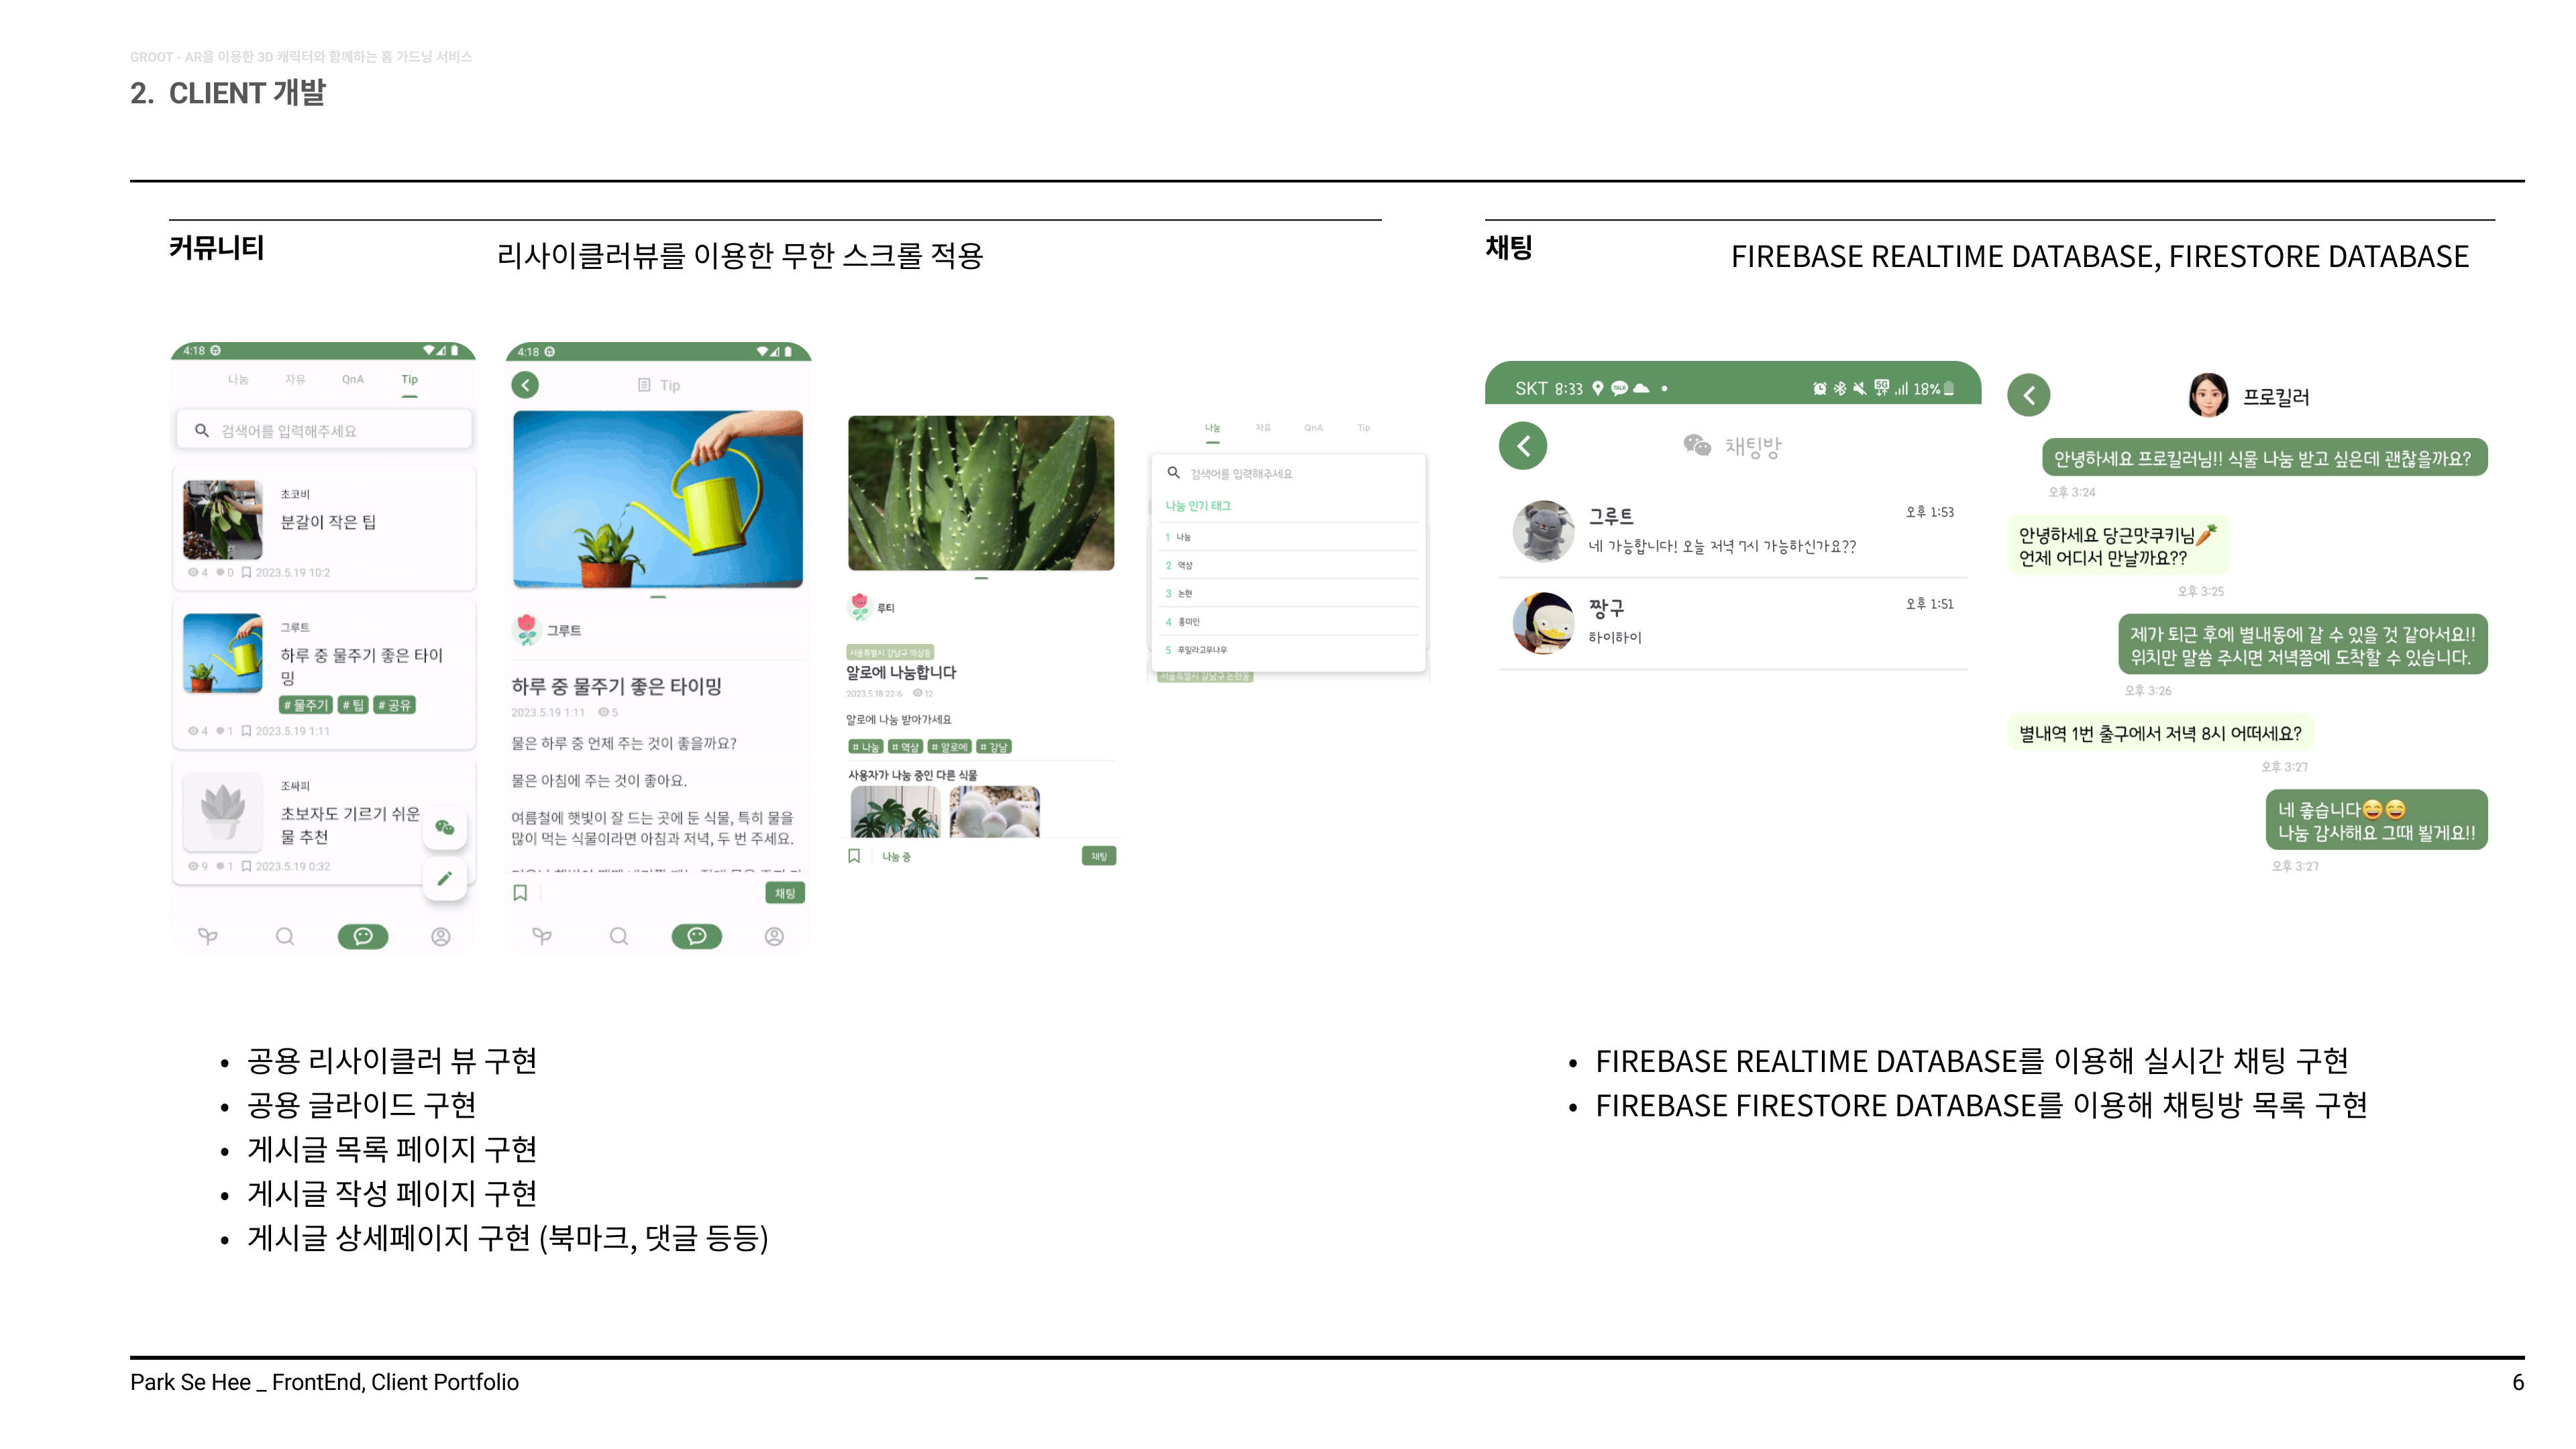 GROOT - AR을 이용한 3D 캐릭터와 함께하는 홈 가드닝 서비스
2. CLIENT 개발
커뮤니티
리사이클러뷰를 이용한 무한 스크롤 적용
4:18
나눔 자유 QnA Tip
검색어를 입력해주세요
초코비
분갈이 작은 팁
4 0 2023.5.19 10:2
그루트
하루 중 물주기 좋은 타이
밍
# 물주기 # 팁 # 공유
4 1 2023.5.19 1:11
조싸피
초보자도 기르기 쉬운
물 추천
9 1 2023.5.19 0:32
4:18
Tip
그루트
하루 중 물주기 좋은 타이밍
2023.5.19 1:11 5
물은 하루 중 언제 주는 것이 좋을까요?
물은 아침에 주는 것이 좋아요.
여름철에 햇빛이 잘 드는 곳에 둔 식물, 특히 물을
많이 먹는 식물이라면 아침과 저녁, 두 번 주세요.
채팅
루티
서울특별시 강남구 역삼동
알로에 나눔합니다
2023.5.18 22:6 12
알로에 나눔 받아가세요
# 나눔 # 역삼 # 알로에 # 강남
사용자가 나눔 중인 다른 식물
나눔 중
채팅
나눔 자유 QnA Tip
검색어를 입력해주세요
나눔 인기 태그
1 나눔
2 역삼
3 논현
4 홍미인
5 푸밀라고무나무
서울특별시 강남구 논현동
공용 리사이클러 뷰 구현
공용 글라이드 구현
게시글 목록 페이지 구현
게시글 작성 페이지 구현
게시글 상세페이지 구현 (북마크, 댓글 등등)
채팅
FIREBASE REALTIME DATABASE, FIRESTORE DATABASE
SKT 8:33 TALK 5G 18%
채팅방
그루트
오후 1:53
네 가능합니다! 오늘 저녁 7시 가능하신가요??
짱구
오후 1:51
하이하이
프로킬러
안녕하세요 프로킬러님!! 식물 나눔 받고 싶은데 괜찮을까요?
오후 3:24
안녕하세요 당근맛쿠키님🥕
언제 어디서 만날까요??
오후 3:25
제가 퇴근 후에 별내동에 갈 수 있을 것 같아서요!!
위치만 말씀 주시면 저녁쯤에 도착할 수 있습니다.
오후 3:26
별내역 1번 출구에서 저녁 8시 어떠세요?
오후 3:27
네 좋습니다😄😄
나눔 감사해요 그때 뵐게요!!
오후 3:27
FIREBASE REALTIME DATABASE를 이용해 실시간 채팅 구현
FIREBASE FIRESTORE DATABASE를 이용해 채팅방 목록 구현
Park Se Hee _ FrontEnd, Client Portfolio
6